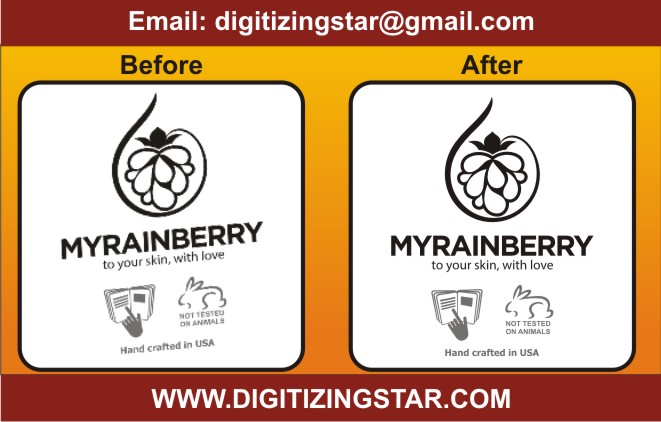 Email: digitizingstar@gmail.com
Before
After
MYRAINBERRY
to your skin, with love
NOT TESTED
ON ANIMALS
Hand crafted in USA
MYRAINBERRY
to your skin, with love
NOT TESTED
ON ANIMALS
Hand crafted in USA
WWW.DIGITIZINGSTAR.COM